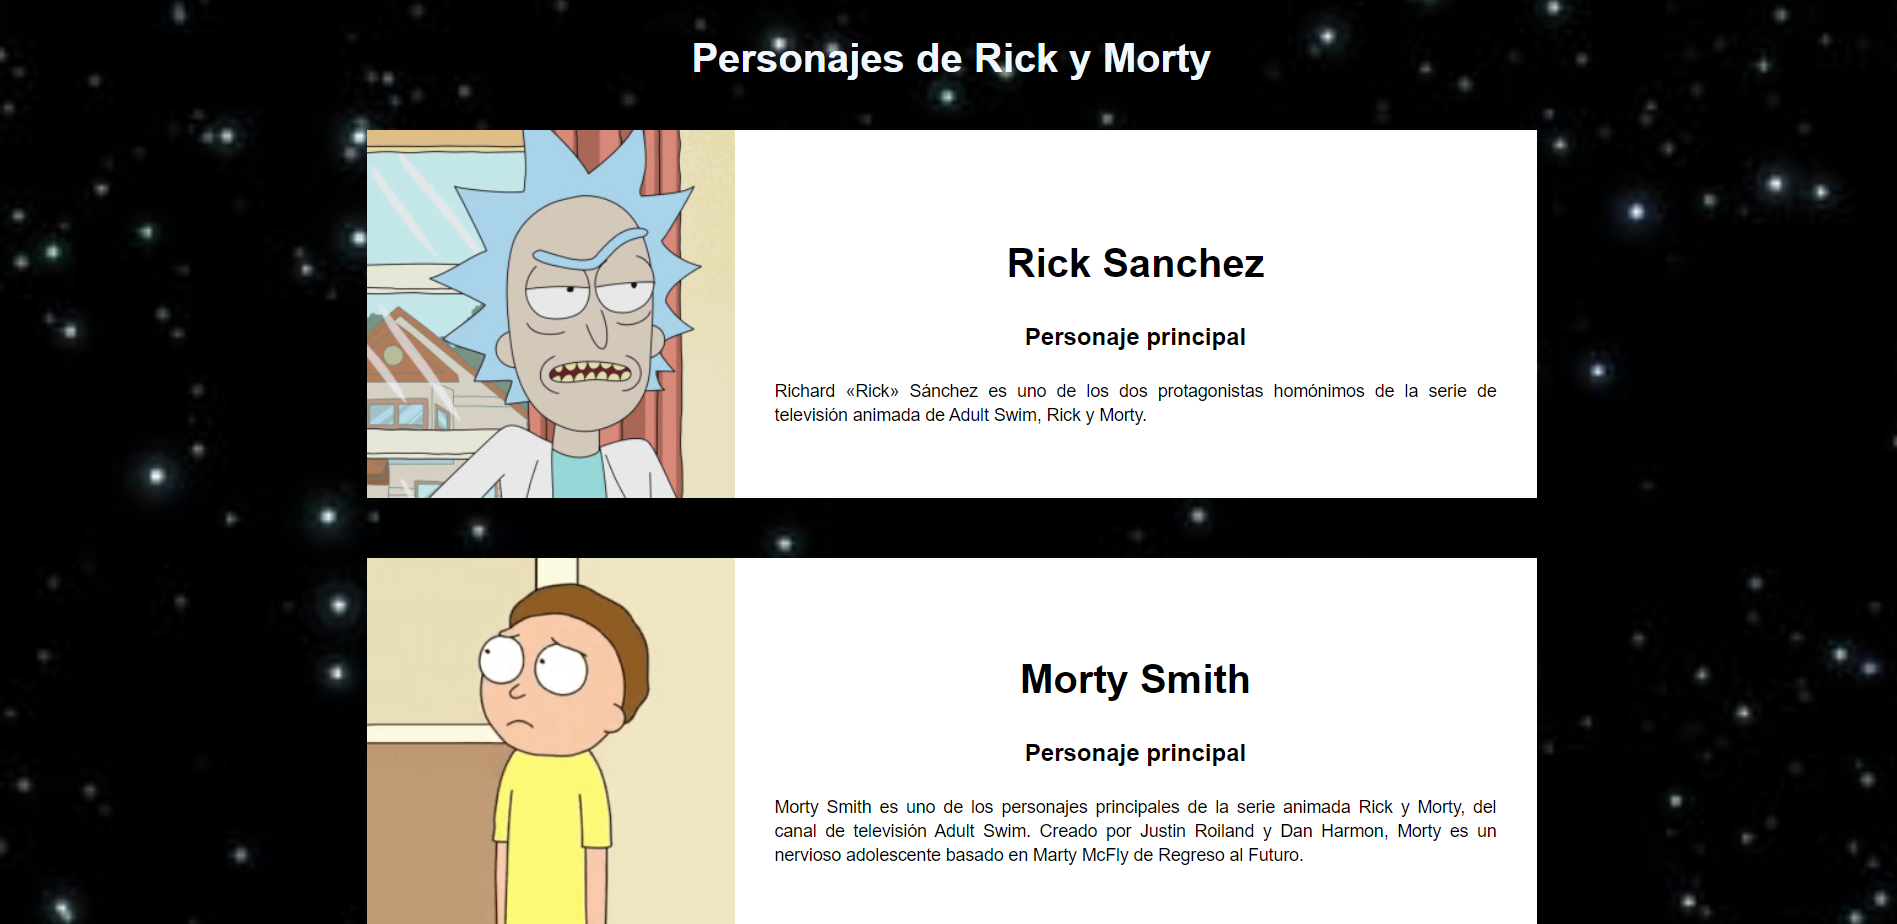 Personajes de Rick y Morty
Rick Sanchez
Personaje principal
Richard «Rick» Sánchez es uno de los dos protagonistas homónimos de la serie de
televisión animada de Adult Swim, Rick y Morty.
Morty Smith
Personaje principal
Morty Smith es uno de los personajes principales de la serie animada Rick y Morty, del
canal de televisión Adult Swim. Creado por Justin Roiland y Dan Harmon, Morty es un
nervioso adolescente basado en Marty McFly de Regreso al Futuro.